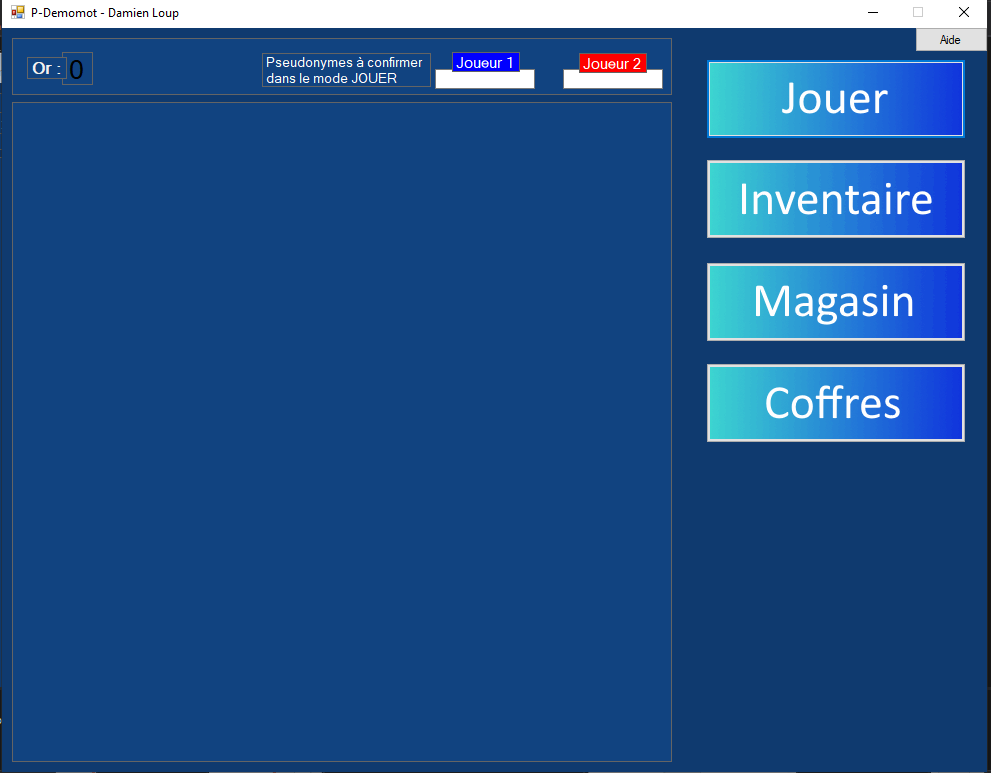 P-Demomot - Damien Loup
Aide
Or :
0
Pseudonymes à confirmer
dans le mode JOUER
Joueur 1
Joueur 2
Jouer
Inventaire
Magasin
Coffres